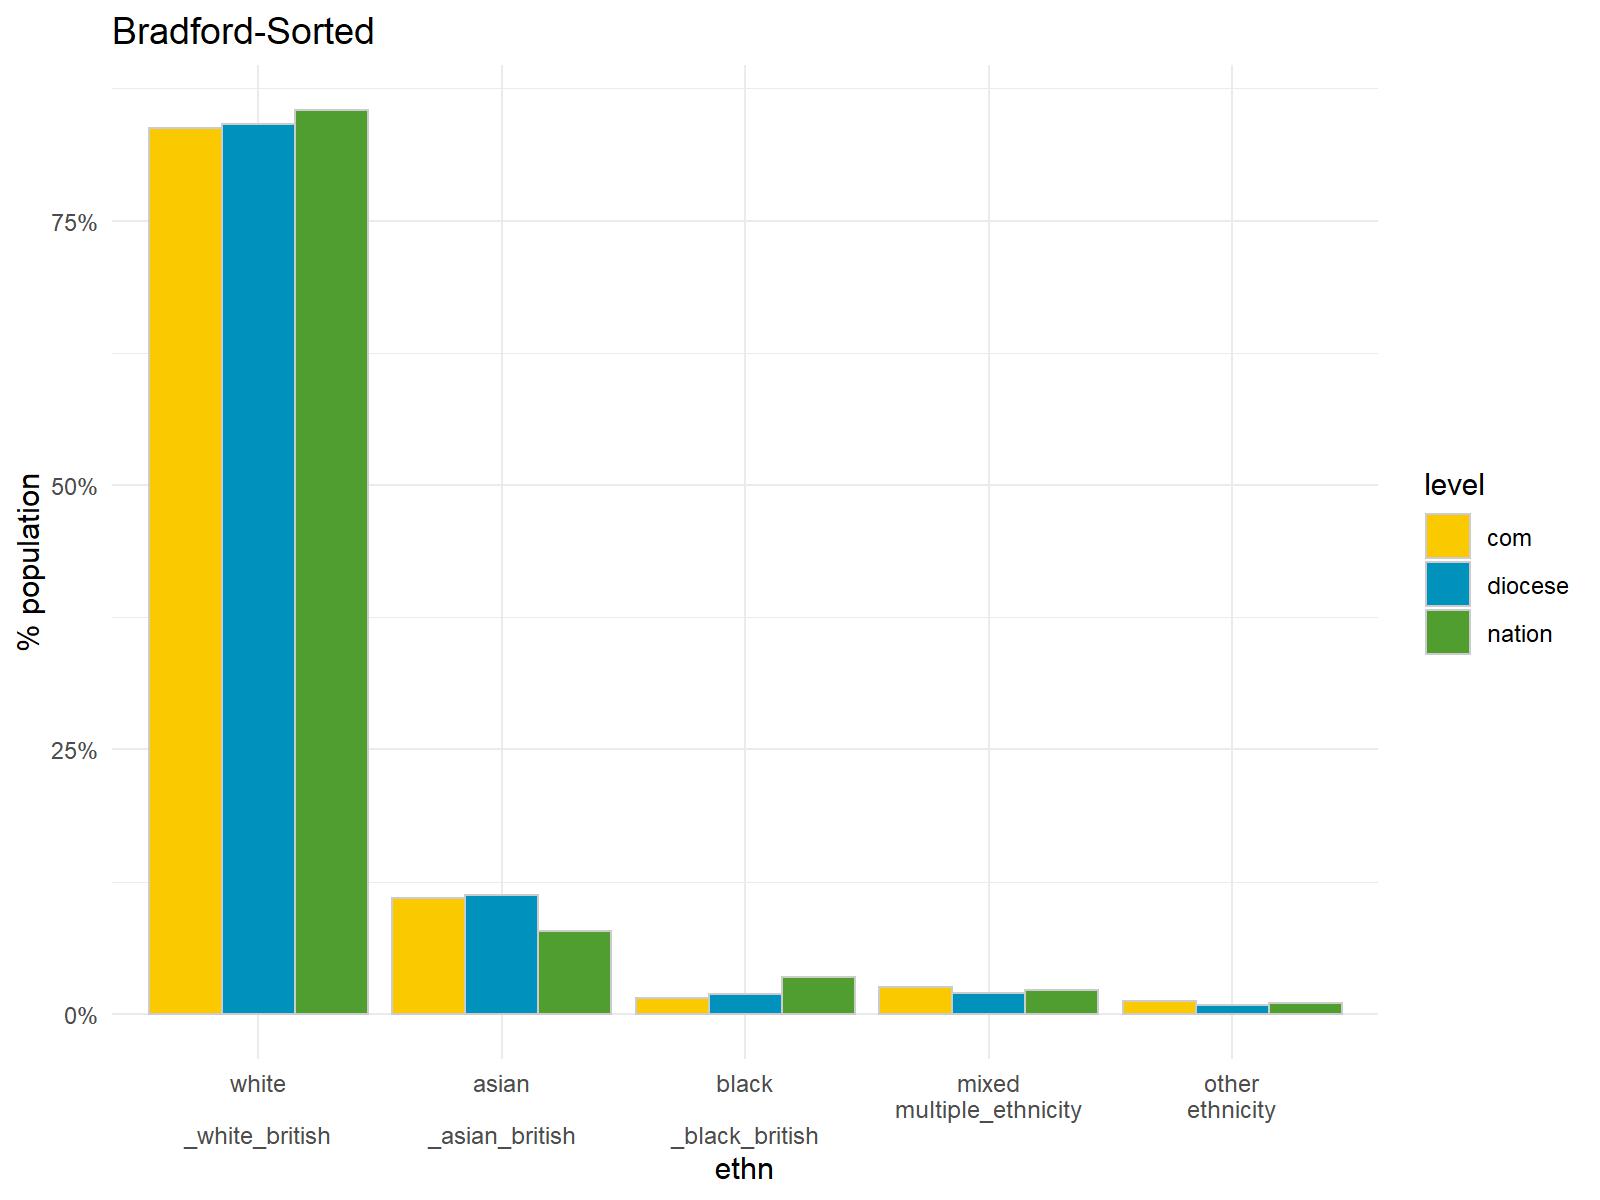 Bradford-Sorted
% population
75%
50%
25%
0%
white
_white_british
asian
_asian_british
black
_black_british
mixed
multiple_ethnicity
other
ethnicity
ethn
level
com
diocese
nation